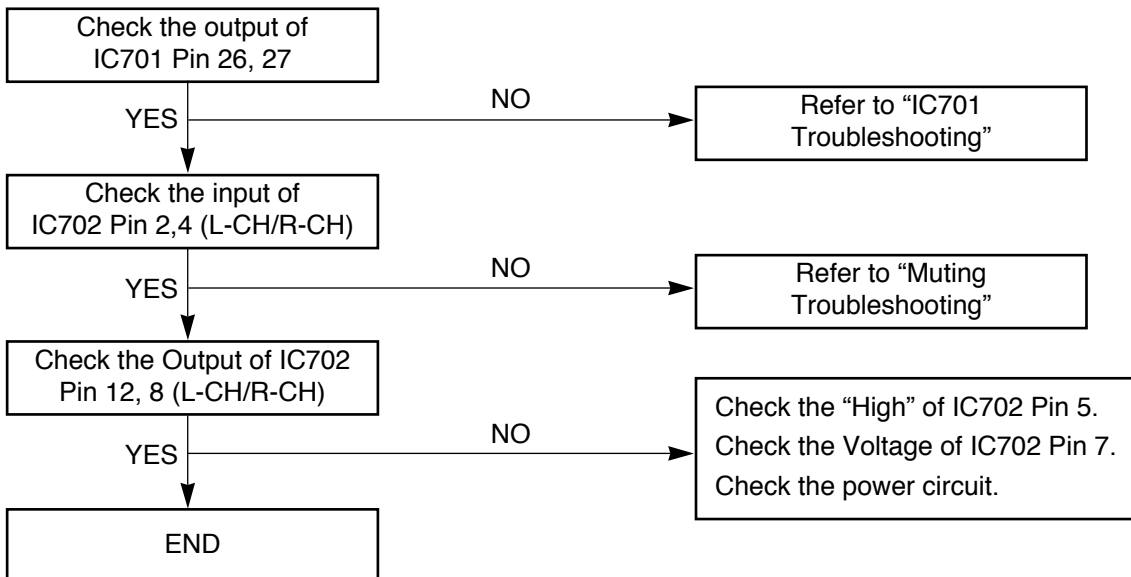 Check the output of
IC701 Pin 26, 27
NO
YES
Refer to “IC701
Troubleshooting”
Check the input of
IC702 Pin 2,4 (L-CH/R-CH)
NO
YES
Refer to “Muting
Troubleshooting”
Check the Output of IC702
Pin 12, 8 (L-CH/R-CH)
NO
YES
Check the “High” of IC702 Pin 5.
Check the Voltage of IC702 Pin 7.
Check the power circuit.
END